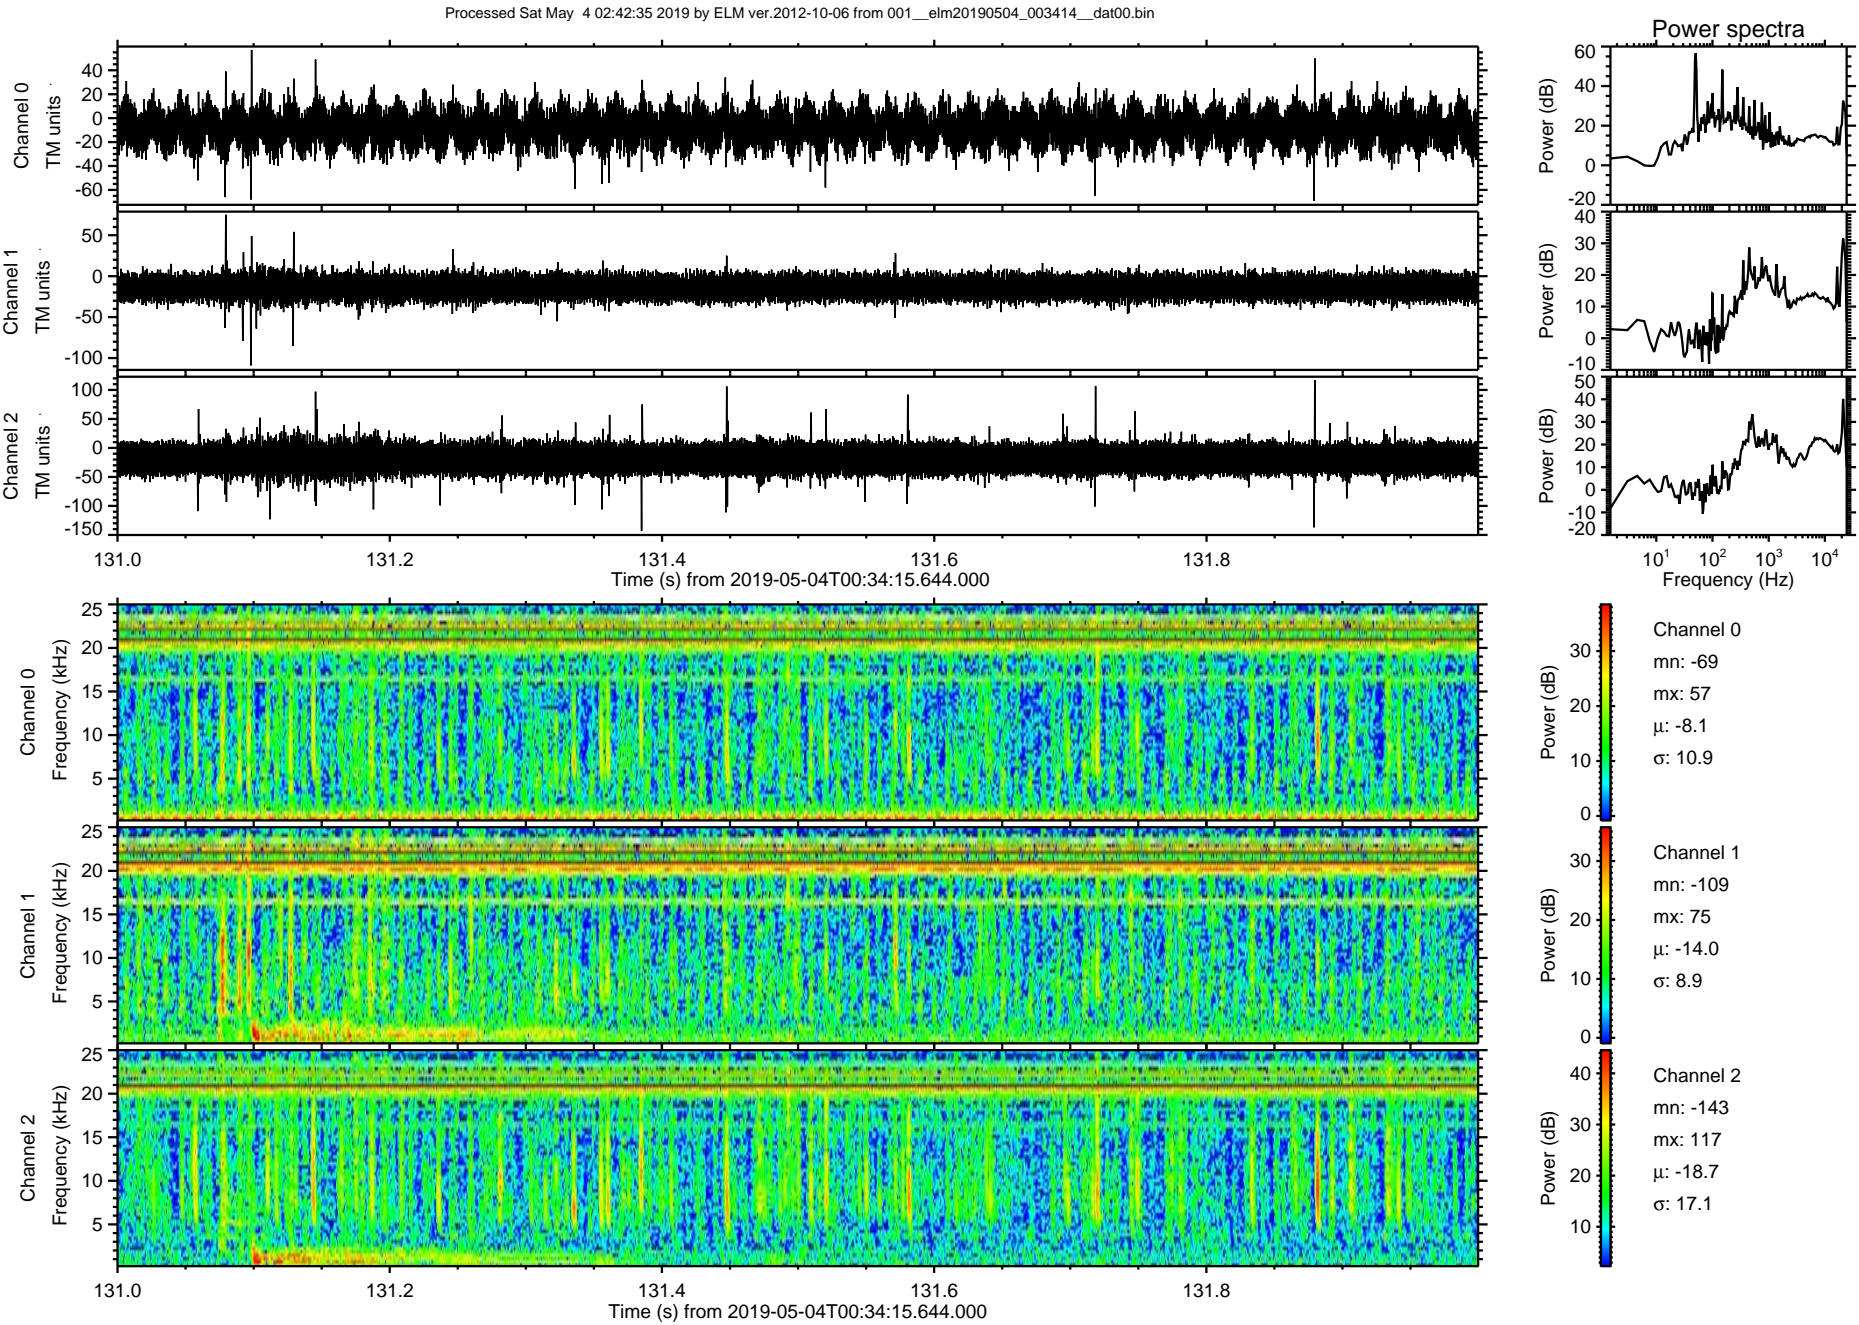 Processed Sat May  4 02:42:35 2019 by ELM ver.2012-10-06 from 001__elm20190504_003414__dat00.bin
Power spectra
Channel 0
TM units
40
20
0
-20
-40
-60
Power (dB)
60
40
20
0
-20
Channel 1
TM units
50
0
-50
-100
Power (dB)
40
30
20
10
0
-10
Channel 2
TM units
100
50
0
-50
-100
-150
Power (dB)
50
40
30
20
10
0
-10
-20
131.0 131.2 131.4 131.6 131.8
Time (s) from 2019-05-04T00:34:15.644.000
10¹ 10² 10³ 10⁴
Frequency (Hz)
Channel 0
Frequency (kHz)
25
20
15
10
5
Power (dB)
30
20
10
0
Channel 0
mn: -69
mx: 57
µ: -8.1
σ: 10.9
Channel 1
Frequency (kHz)
25
20
15
10
5
Power (dB)
30
20
10
0
Channel 1
mn: -109
mx: 75
µ: -14.0
σ: 8.9
Channel 2
Frequency (kHz)
25
20
15
10
5
Power (dB)
40
30
20
10
Channel 2
mn: -143
mx: 117
µ: -18.7
σ: 17.1
131.0 131.2 131.4 131.6 131.8
Time (s) from 2019-05-04T00:34:15.644.000